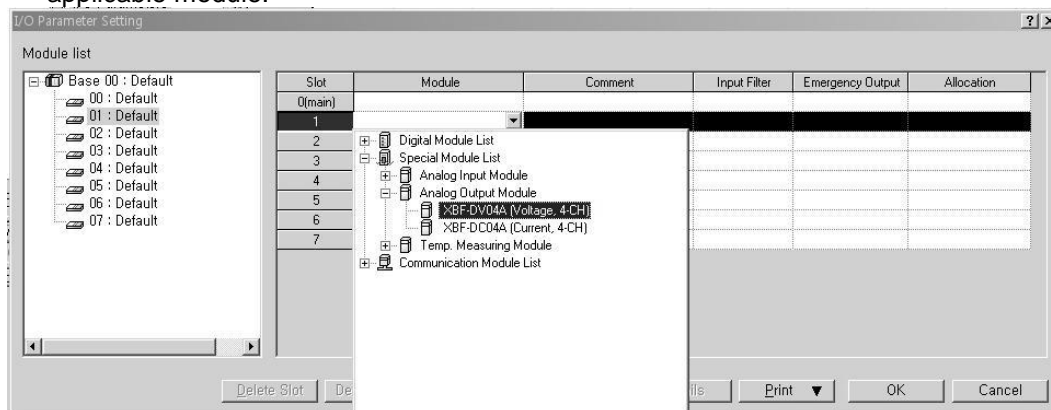 applicable module.
I/O Parameter Setting
Module list
Base 00 : Default
00 : Default
01 : Default
02 : Default
03 : Default
04 : Default
05 : Default
06 : Default
07 : Default
Slot Module Comment Input Filter Emergency Output Allocation
0(main)
1
2
3
4
5
6
7
Digital Module List
Special Module List
Analog Input Module
Analog Output Module
XBF-DV04A (Voltage, 4-CH)
XBF-DC04A (Current, 4-CH)
Temp. Measuring Module
Communication Module List
Delete Slot De ils Print ▼ OK Cancel